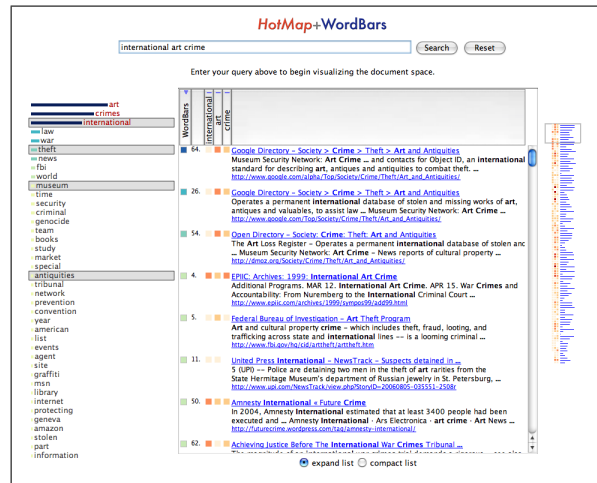 HotMap+WordBars
international art crime
Search
Reset
Enter your query above to begin visualizing the document space.
art
crimes
international
law
war
theft
news
fbi
world
museum
time
security
criminal
genocide
team
books
study
market
special
antiquities
tribunal
network
prevention
convention
year
american
list
events
agent
site
graffiti
msn
library
internet
protecting
geneva
amazon
stolen
part
information
WordBars
international
art
crime
64.
Google Directory - Society > Crime > Theft > Art and Antiquities
Museum Security Network: Art Crime ... and contacts for Object ID, an international
standard for describing art, antiques and antiquities to combat theft. ...
http://www.google.com/alpha/Top/Society/Crime/Theft/Art_and_Antiquities/
26.
Google Directory - Society > Crime > Theft > Art and Antiquities
Operates a permanent international database of stolen and missing works of art,
antiques and valuables, to assist law ... Museum Security Network: Art Crime ...
http://www.google.com/Top/Society/Crime/Theft/Art_and_Antiquities/
54.
Open Directory - Society: Crime: Theft: Art and Antiquities
The Art Loss Register - Operates a permanent international database of stolen anc
... Museum Security Network: Art Crime - News reports of cultural property ...
http://dmoz.org/Society/Crime/Theft/Art_and_Antiquities/
4.
EPIIC: Archives: 1999: International Art Crime
Additional Programs. MAR 12. International Art Crime. APR 15. War Crimes and
Accountability: From Nuremberg to the International Criminal Court ...
http://www.epiic.com/archives/1999/sympos99/add99.html
5.
Federal Bureau of Investigation - Art Theft Program
Art and cultural property crime - which includes theft, fraud, looting, and
trafficking across state and international lines -- is a looming criminal ...
http://www.fbi.gov/hq/cid/arttheft/arttheft.htm
11.
United Press International - NewsTrack - Suspects detained in ...
5 (UPI) -- Police are detaining two men in the theft of art rarities from the
State Hermitage Museum's department of Russian jewelry in St. Petersburg, ...
http://www.upi.com/NewsTrack/view.php?StoryID=20060805-035551-2508r
50.
Amnesty International « Future Crime
In 2004, Amnesty International estimated that at least 3400 people had been
executed and ... Amnesty International · Ars Electronica · art crime · Art News ...
http://futurecrime.wordpress.com/tag/amnesty-international/
62.
Achieving Justice Before The International War Crimes Tribunal ...
expand list
compact list